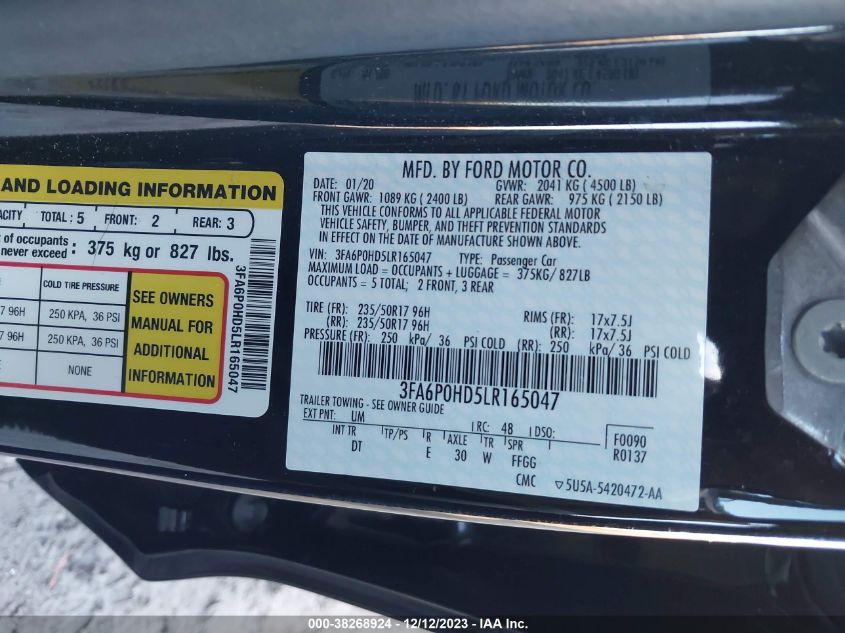 AND LOADING INFORMATION
TOTAL : 5 FRONT: 2 REAR: 3
of occupants
never exceed : 375 kg or 827 lbs.
COLD TIRE PRESSURE
17 96H 250 KPA, 36 PSI
250 KPA, 36 PSI
NONE
SEE OWNERS
MANUAL FOR
ADDITIONAL
INFORMATION
3FA6P0HD5LR165047
MFD. BY FORD MOTOR CO.
DATE: 01/20 GVWR: 2041 KG ( 4500 LB)
FRONT GAWR: 1089 KG ( 2400 LB) REAR GAWR: 975 KG ( 2150 LB)
THIS VEHICLE CONFORMS TO ALL APPLICABLE FEDERAL MOTOR
VEHICLE SAFETY, BUMPER, AND THEFT PREVENTION STANDARDS
IN EFFECT ON THE DATE OF MANUFACTURE SHOWN ABOVE.
VIN: 3FA6P0HD5LR165047 TYPE: Passenger Car
MAXIMUM LOAD = OCCUPANTS + LUGGAGE = 375KG/ 827LB
OCCUPANTS = 5 TOTAL; 2 FRONT, 3 REAR
TIRE (FR): 235/50R17 96H RIMS (FR): 17x7.5J
(RR): 235/50R17 96H (RR): 17x7.5J
PRESSURE (FR): 250 kPa/ 36 PSI COLD (RR): 250 kPa/ 36 PSI COLD
3FA6P0HD5LR165047
TRAILER TOWING - SEE OWNER GUIDE
EXT PNT: UM RC: 48 DSO: F0090
INT TR TP/PS R AXLE TR SPR R0137
DT E 30 W FFGG
CMC 5U5A-5420472-AA
000-38268924 - 12/12/2023 - IAA Inc.